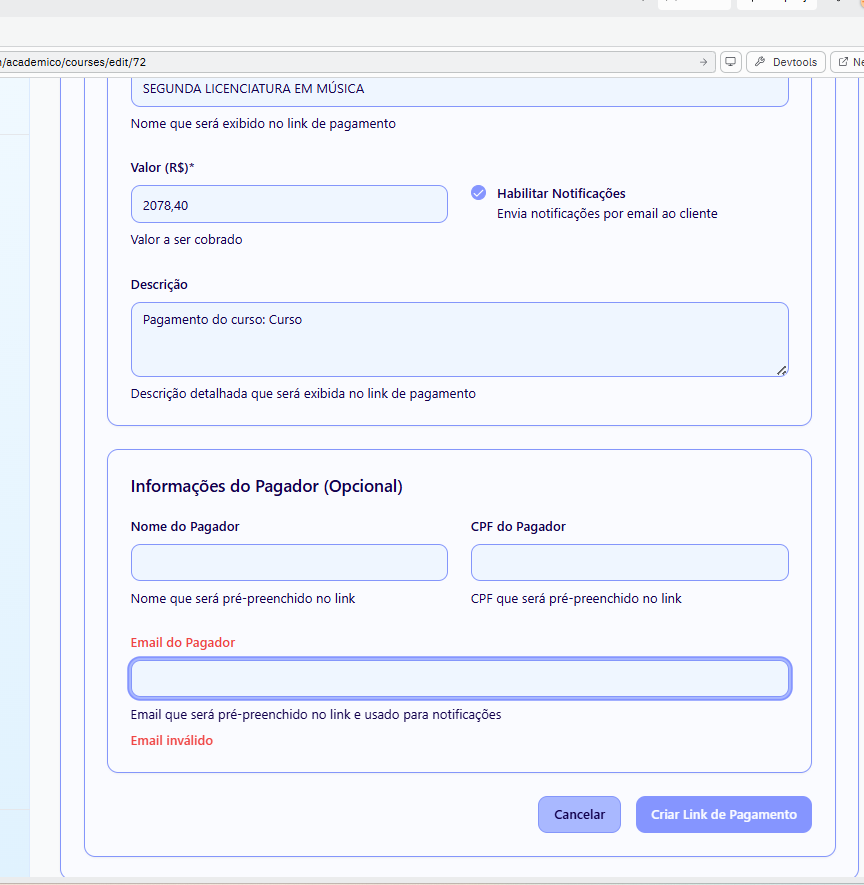 /academico/courses/edit/72
Devtools
SEGUNDA LICENCIATURA EM MÚSICA
Nome que será exibido no link de pagamento
Valor (R$)*
2078,40
Habilitar Notificações
Envia notificações por email ao cliente
Valor a ser cobrado
Descrição
Pagamento do curso: Curso
Descrição detalhada que será exibida no link de pagamento
Informações do Pagador (Opcional)
Nome do Pagador
CPF do Pagador
Nome que será pré-preenchido no link
CPF que será pré-preenchido no link
Email do Pagador
Email que será pré-preenchido no link e usado para notificações
Email inválido
Cancelar
Criar Link de Pagamento